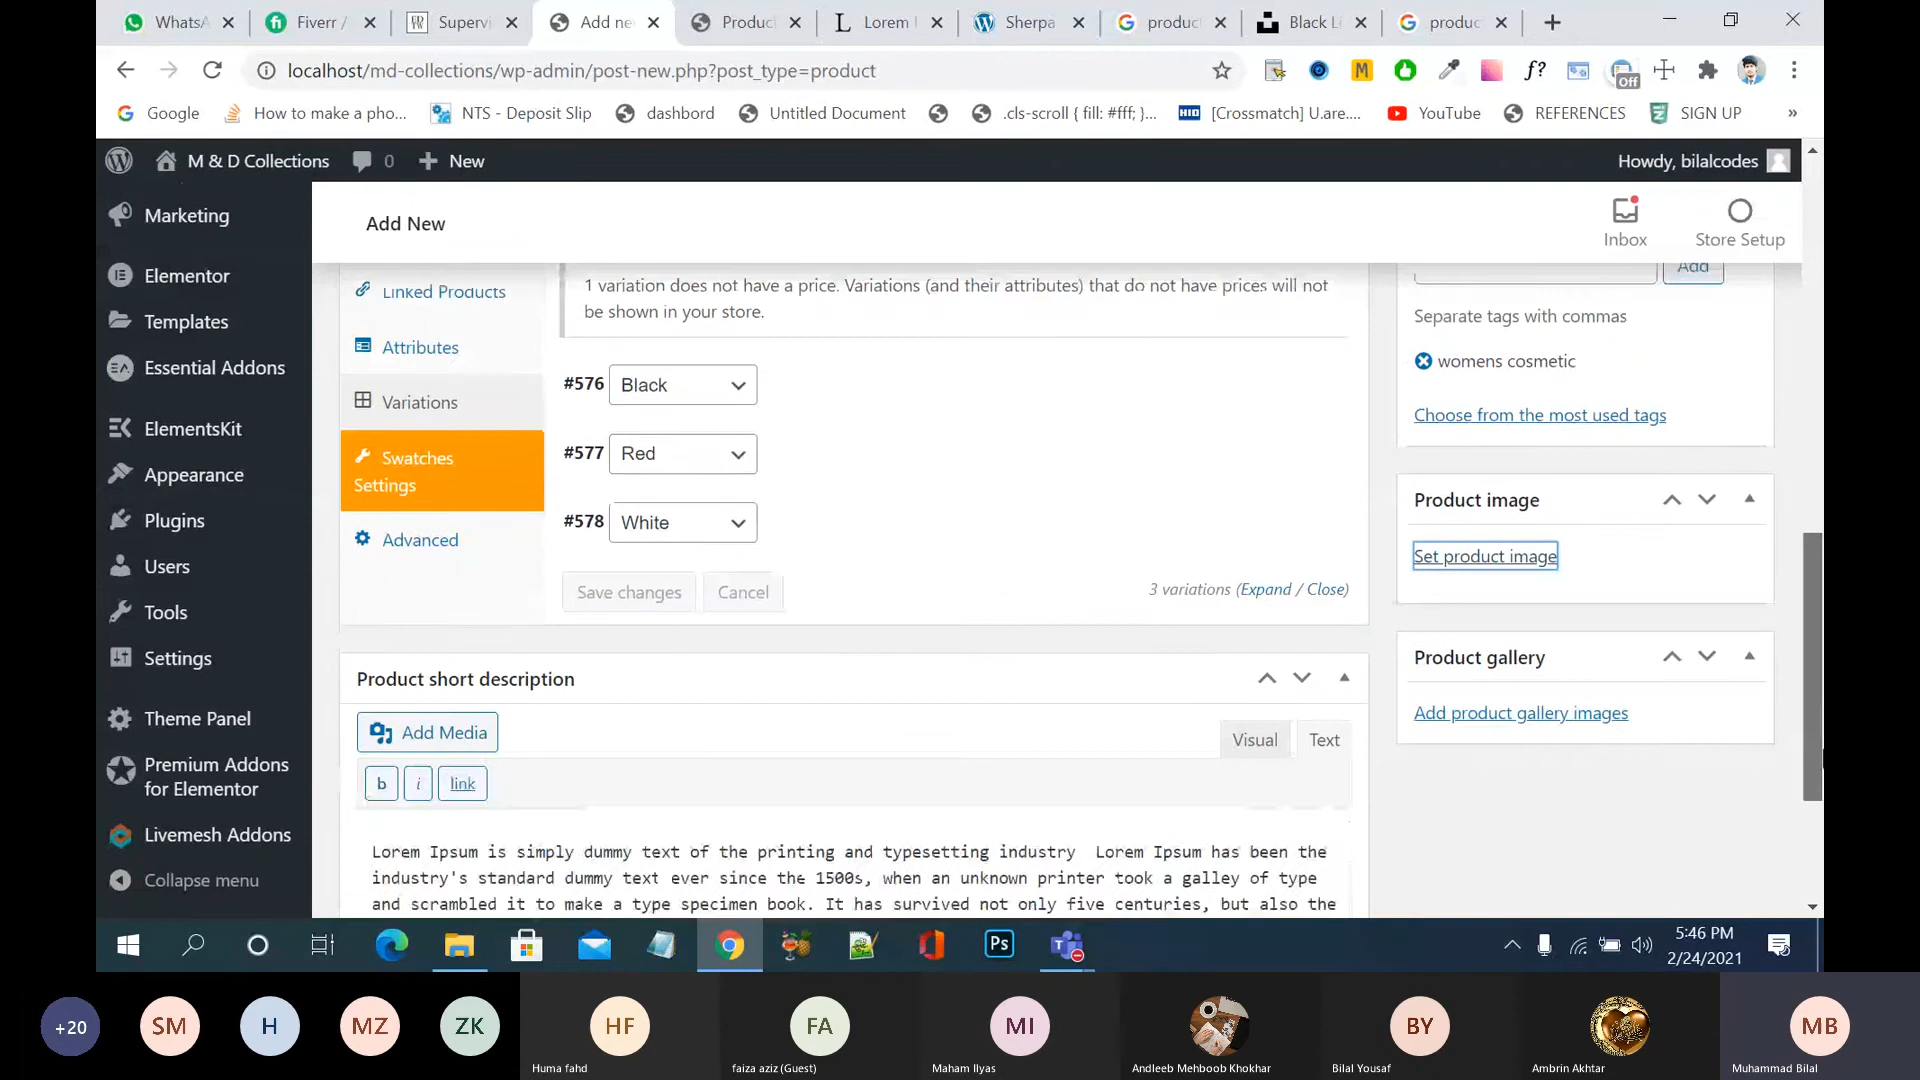 WhatsA
Fiverr /
Supervi
Add ne
Produc
Lorem
Sherpa
produc
Black L
produc
localhost/md-collections/wp-admin/post-new.php?post_type=product
M
f?
Off
Google
How to make a pho...
NTS - Deposit Slip
dashbord
Untitled Document
.cls-scroll { fill: #fff; }...
HID
[Crossmatch] U.are....
YouTube
REFERENCES
SIGN UP
»
M & D Collections
0
New
Howdy, bilalcodes
Marketing
Elementor
Templates
Essential Addons
ElementsKit
Appearance
Plugins
Users
Tools
Settings
Theme Panel
Premium Addons
for Elementor
Livemesh Addons
Collapse menu
Add New
Inbox
Store Setup
Linked Products
Attributes
Variations
Swatches
Settings
Advanced
1 variation does not have a price. Variations (and their attributes) that do not have prices will not
be shown in your store.
#576 Black
#577 Red
#578 White
Save changes
Cancel
3 variations (Expand / Close)
Product short description
Add Media
Visual
Text
b
i
link
Lorem Ipsum is simply dummy text of the printing and typesetting industry  Lorem Ipsum has been the
industry's standard dummy text ever since the 1500s, when an unknown printer took a galley of type
and scrambled it to make a type specimen book. It has survived not only five centuries, but also the
Add
Separate tags with commas
womens cosmetic
Choose from the most used tags
Product image
Set product image
Product gallery
Add product gallery images
Ps
5:46 PM
2/24/2021
+20
SM
H
MZ
ZK
HF
Huma fahd
FA
faiza aziz (Guest)
MI
Maham Ilyas
Andleeb Mehboob Khokhar
BY
Bilal Yousaf
Ambrin Akhtar
MB
Muhammad Bilal